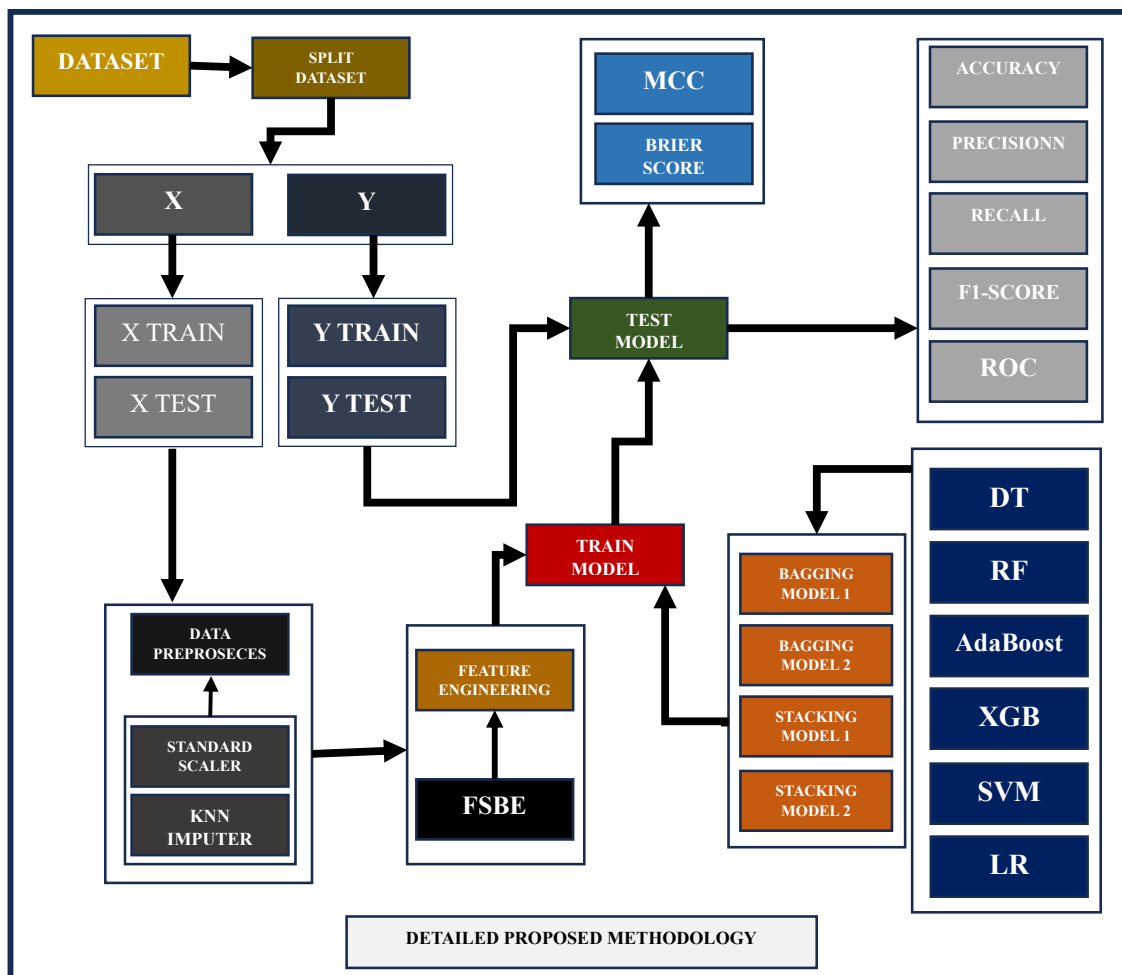 DATASET
SPLIT
DATASET
X
Y
X TRAIN
X TEST
Y TRAIN
Y TEST
DATA
PREPROSECES
STANDARD
SCALER
KNN
IMPUTER
FEATURE
ENGINEERING
FSBE
TRAIN
MODEL
TEST
MODEL
MCC
BRIER
SCORE
ACCURACY
PRECISIONN
RECALL
F1-SCORE
ROC
BAGGING
MODEL 1
BAGGING
MODEL 2
STACKING
MODEL 1
STACKING
MODEL 2
DT
RF
AdaBoost
XGB
SVM
LR
DETAILED PROPOSED METHODOLOGY